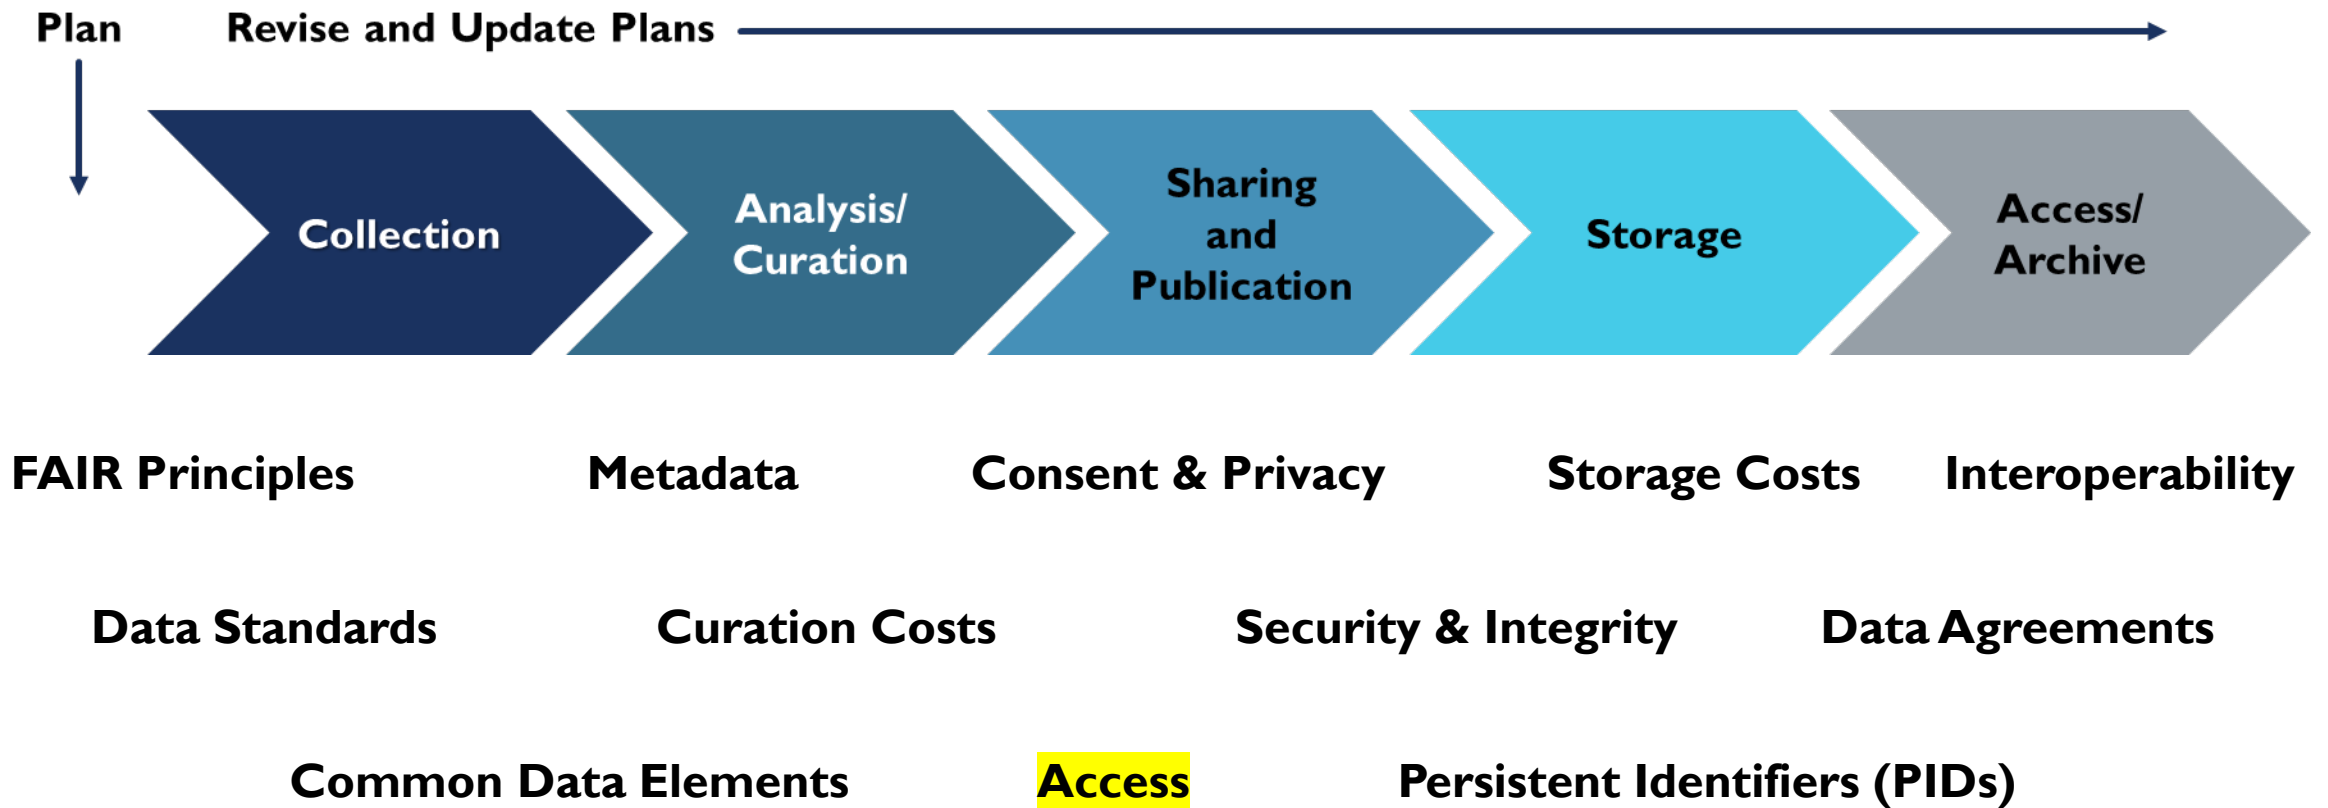 Plan
Revise and Update Plans
Collection
Analysis/
Curation
Sharing
and
Publication
Storage
Access/
Archive
FAIR Principles
Metadata
Consent & Privacy
Storage Costs
Interoperability
Data Standards
Curation Costs
Security & Integrity
Data Agreements
Common Data Elements
Access
Persistent Identifiers (PIDs)